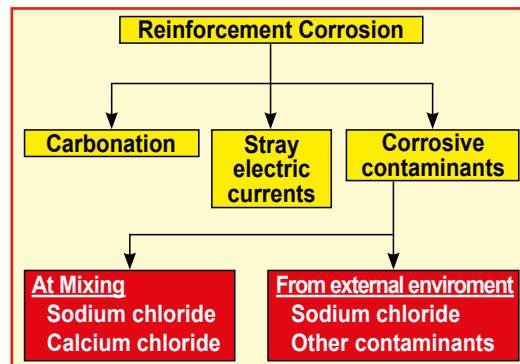 Reinforcement Corrosion
Carbonation
Stray
electric
currents
Corrosive
contaminants
At Mixing
Sodium chloride
Calcium chloride
From external enviroment
Sodium chloride
Other contaminants